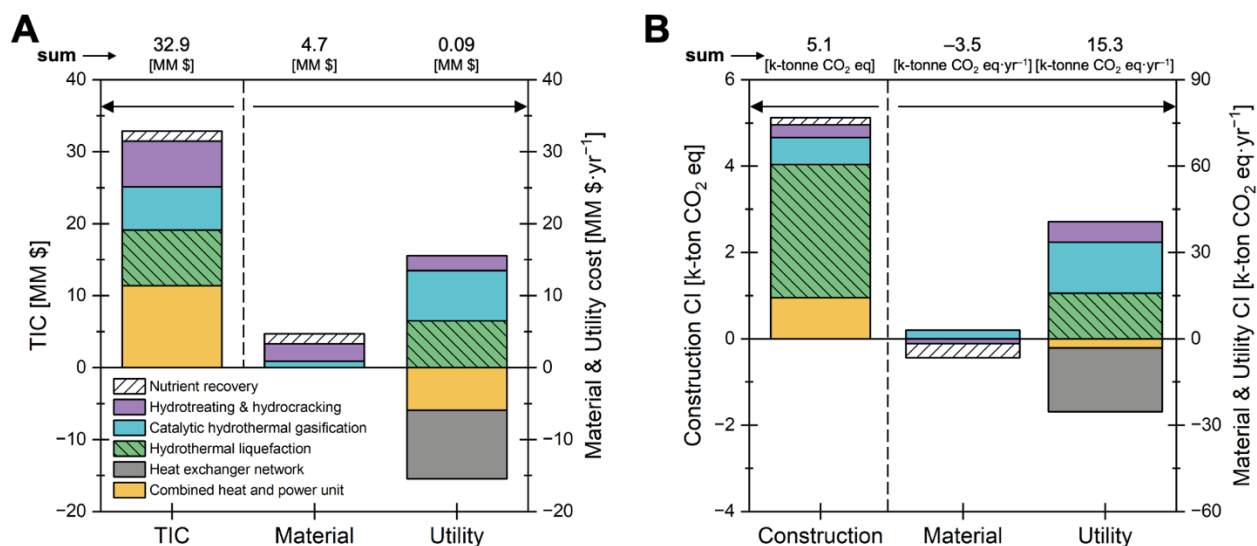 A
sum
32.9
[MM $]
4.7
[MM $]
0.09
[MM $]
40
30
20
10
0
−10
−20
TIC [MM $]
40
30
20
10
0
−10
−20
Material & Utility cost [MM $·yr⁻¹]
Nutrient recovery
Hydrotreating & hydrocracking
Catalytic hydrothermal gasification
Hydrothermal liquefaction
Heat exchanger network
Combined heat and power unit
TIC
Material
Utility
B
sum
5.1
[k-tonne CO₂ eq]
−3.5
[k-tonne CO₂ eq·yr⁻¹]
15.3
[k-tonne CO₂ eq·yr⁻¹]
6
4
2
0
−2
−4
Construction CI [k-ton CO₂ eq]
90
60
30
0
−30
−60
Material & Utility CI [k-ton CO₂ eq·yr⁻¹]
Construction
Material
Utility